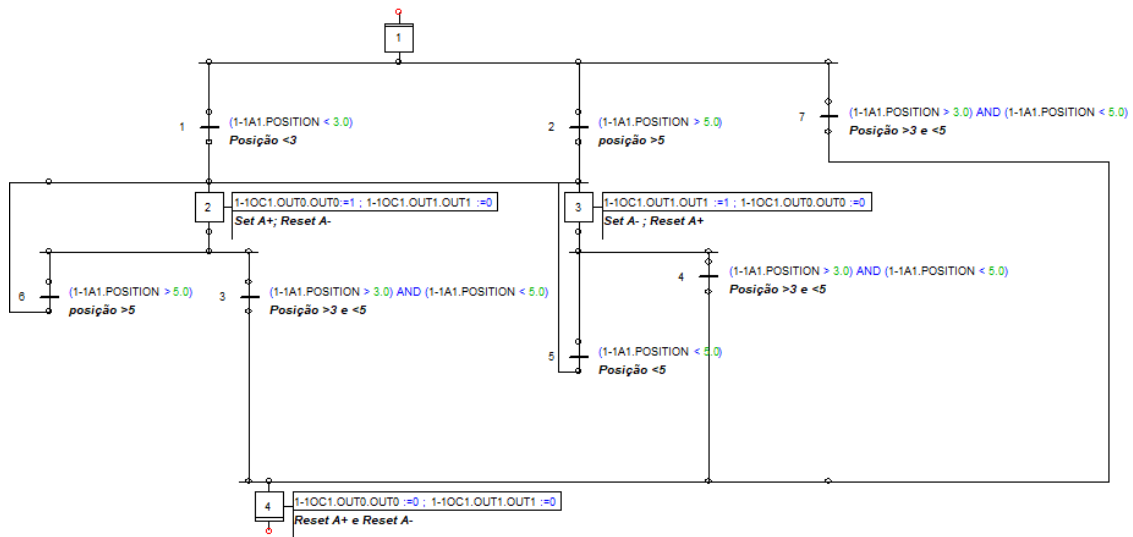 1
1
(1-1A1.POSITION < 3.0)
Posição <3
2
(1-1A1.POSITION > 5.0)
posição >5
7
(1-1A1.POSITION > 3.0) AND (1-1A1.POSITION < 5.0)
Posição >3 e <5
2
1-1OC1.OUT0.OUT0:=1 ; 1-1OC1.OUT1.OUT1 :=0
Set A+; Reset A-
3
1-1OC1.OUT1.OUT1 :=1 ; 1-1OC1.OUT0.OUT0 :=0
Set A- ; Reset A+
6
(1-1A1.POSITION > 5.0)
posição >5
3
(1-1A1.POSITION > 3.0) AND (1-1A1.POSITION < 5.0)
Posição >3 e <5
4
(1-1A1.POSITION > 3.0) AND (1-1A1.POSITION < 5.0)
Posição >3 e <5
5
(1-1A1.POSITION < 5.0)
Posição <5
4
1-1OC1.OUT0.OUT0 :=0 ; 1-1OC1.OUT1.OUT1 :=0
Reset A+ e Reset A-